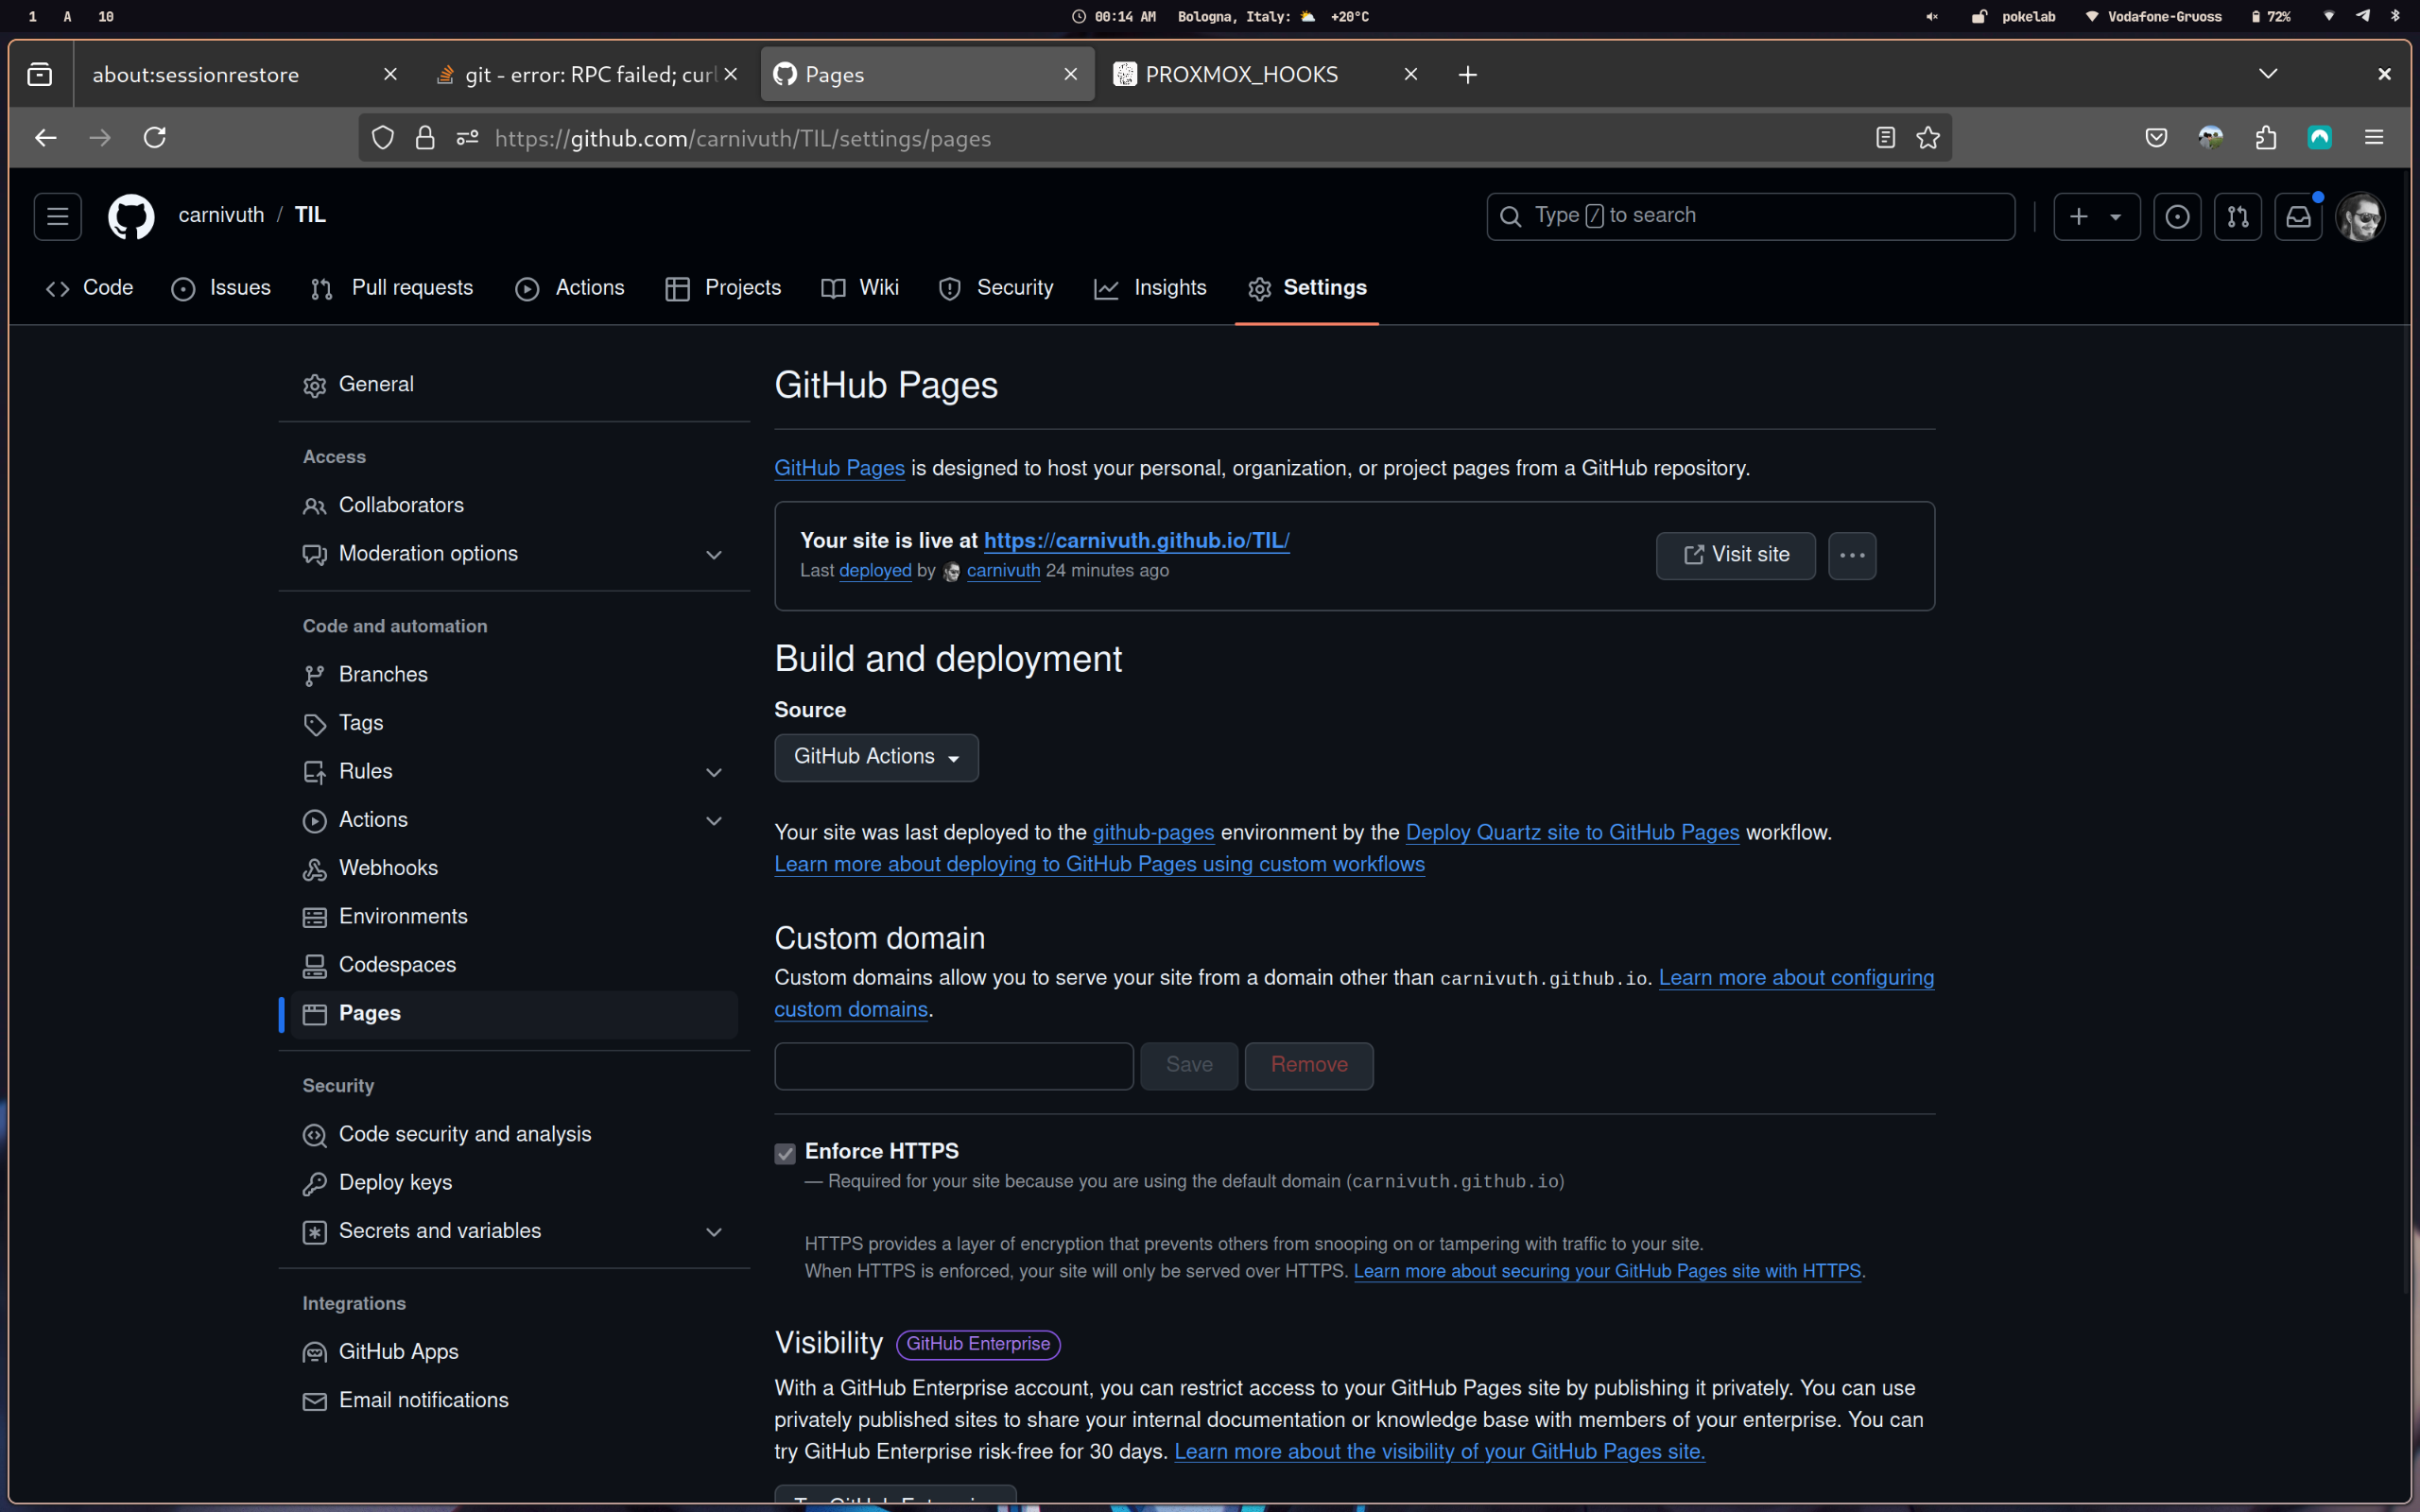 1 A 10
00:14 AM Bologna, Italy: +20°C
pokelab Vodafone-Gruoss 72%
about:sessionrestore
git - error: RPC failed; curl
Pages
PROXMOX_HOOKS
https://github.com/carnivuth/TIL/settings/pages
carnivuth / TIL
Type / to search
Code
Issues
Pull requests
Actions
Projects
Wiki
Security
Insights
Settings
General
Access
Collaborators
Moderation options
Code and automation
Branches
Tags
Rules
Actions
Webhooks
Environments
Codespaces
Pages
Security
Code security and analysis
Deploy keys
Secrets and variables
Integrations
GitHub Apps
Email notifications
GitHub Pages
GitHub Pages is designed to host your personal, organization, or project pages from a GitHub repository.
Your site is live at https://carnivuth.github.io/TIL/
Last deployed by carnivuth 24 minutes ago
Visit site
Build and deployment
Source
GitHub Actions
Your site was last deployed to the github-pages environment by the Deploy Quartz site to GitHub Pages workflow.
Learn more about deploying to GitHub Pages using custom workflows
Custom domain
Custom domains allow you to serve your site from a domain other than carnivuth.github.io. Learn more about configuring
custom domains.
Save
Remove
Enforce HTTPS
— Required for your site because you are using the default domain (carnivuth.github.io)
HTTPS provides a layer of encryption that prevents others from snooping on or tampering with traffic to your site.
When HTTPS is enforced, your site will only be served over HTTPS. Learn more about securing your GitHub Pages site with HTTPS.
Visibility GitHub Enterprise
With a GitHub Enterprise account, you can restrict access to your GitHub Pages site by publishing it privately. You can use
privately published sites to share your internal documentation or knowledge base with members of your enterprise. You can
try GitHub Enterprise risk-free for 30 days. Learn more about the visibility of your GitHub Pages site.